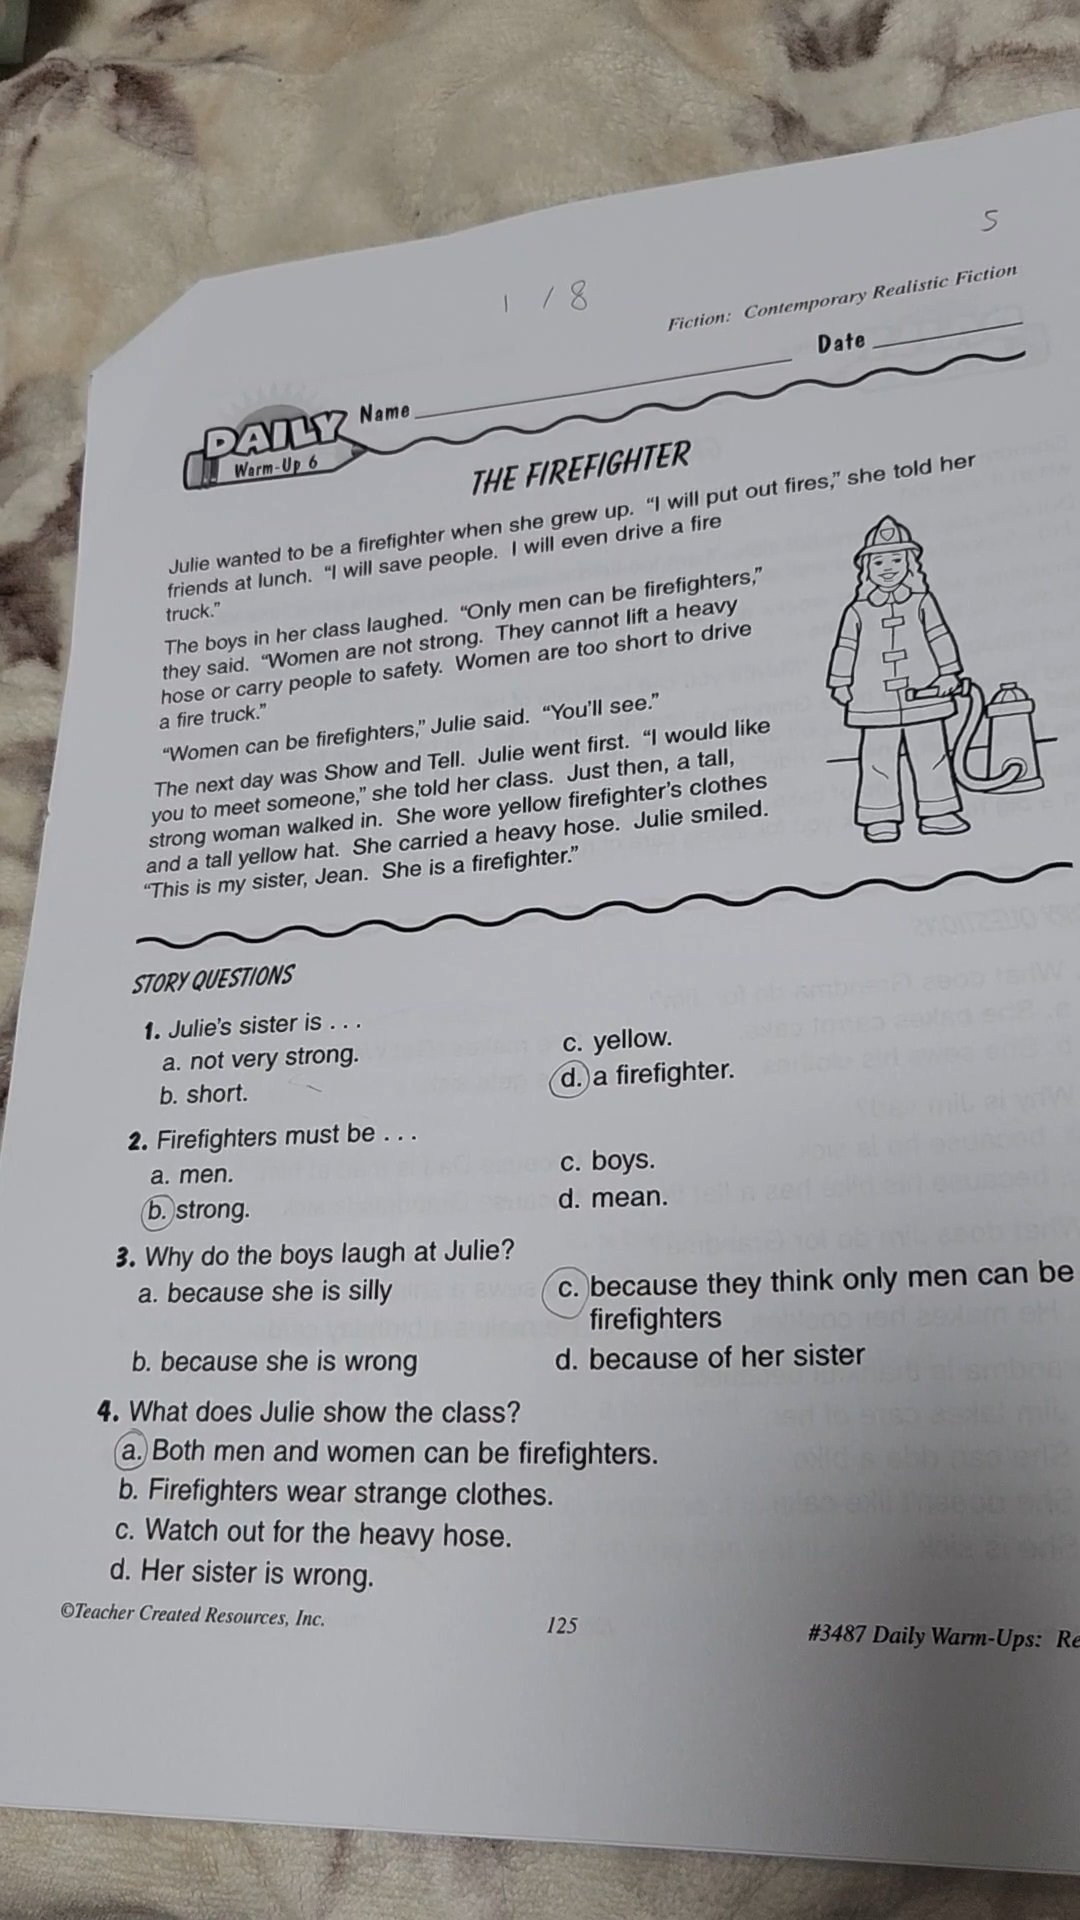 5
1 / 8
Fiction: Contemporary Realistic Fiction
Name
Date
DAILY
Warm-Up 6
THE FIREFIGHTER
Julie wanted to be a firefighter when she grew up. “I will put out fires,” she told her
friends at lunch. “I will save people. I will even drive a fire
truck.”
The boys in her class laughed. “Only men can be firefighters,”
they said. “Women are not strong. They cannot lift a heavy
hose or carry people to safety. Women are too short to drive
a fire truck.”
“Women can be firefighters,” Julie said. “You’ll see.”
The next day was Show and Tell. Julie went first. “I would like
you to meet someone,” she told her class. Just then, a tall,
strong woman walked in. She wore yellow firefighter’s clothes
and a tall yellow hat. She carried a heavy hose. Julie smiled.
“This is my sister, Jean. She is a firefighter.”
STORY QUESTIONS
1. Julie’s sister is . . .
a. not very strong.
b. short.
c. yellow.
d. a firefighter.
2. Firefighters must be . . .
a. men.
b. strong.
c. boys.
d. mean.
3. Why do the boys laugh at Julie?
a. because she is silly
b. because she is wrong
c. because they think only men can be
firefighters
d. because of her sister
4. What does Julie show the class?
a. Both men and women can be firefighters.
b. Firefighters wear strange clothes.
c. Watch out for the heavy hose.
d. Her sister is wrong.
©Teacher Created Resources, Inc.
125
#3487 Daily Warm-Ups: Re